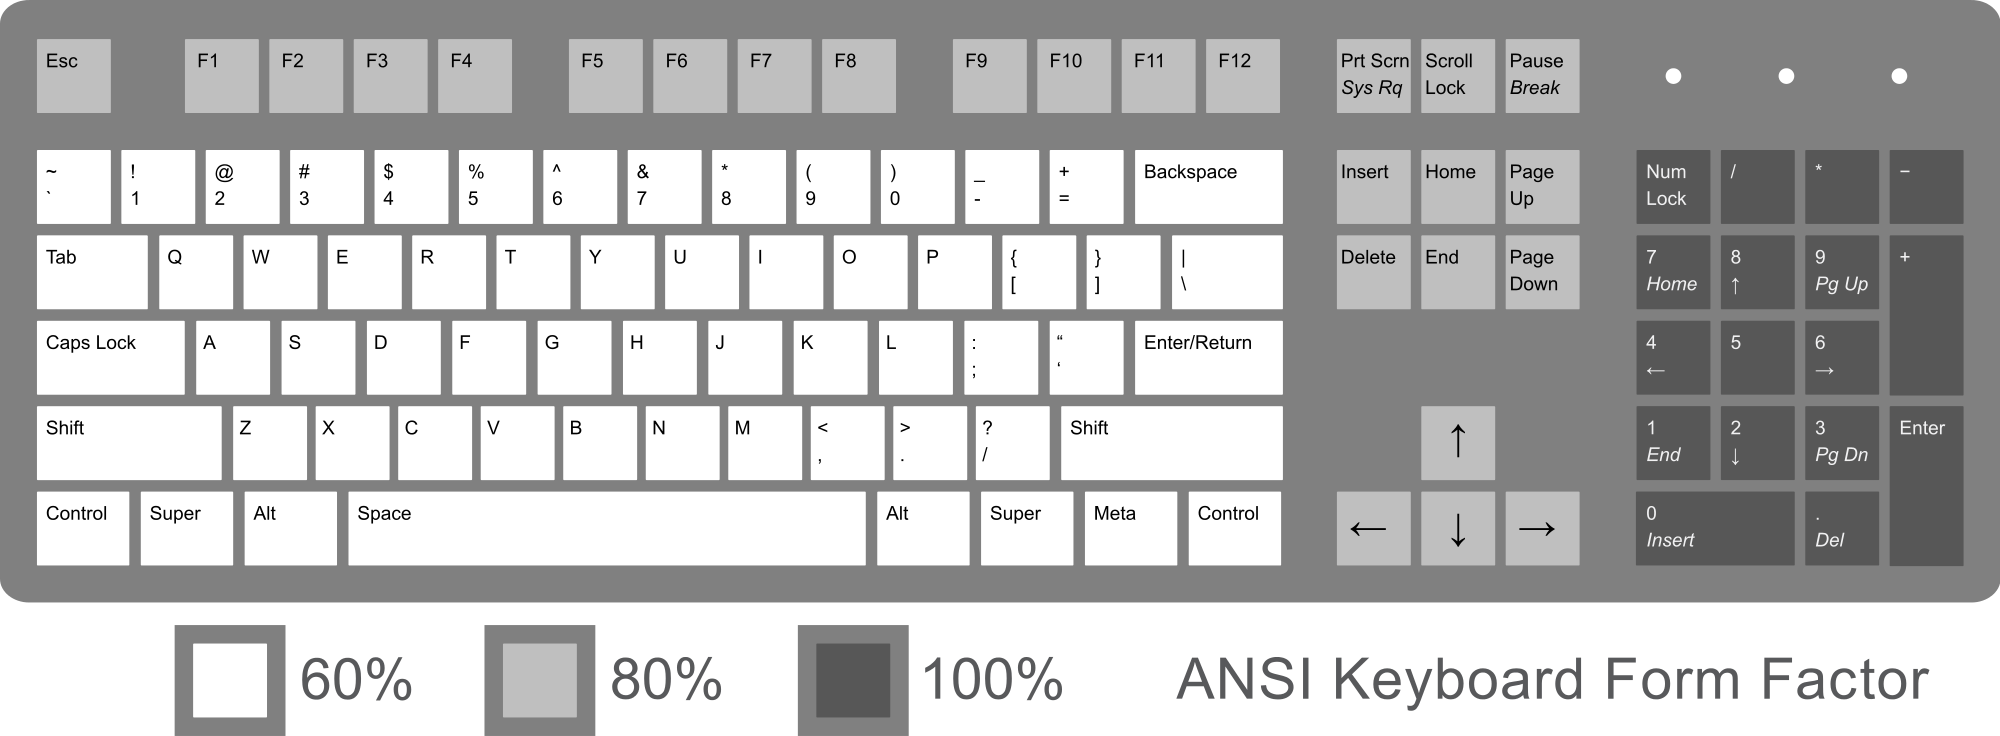 Esc F1 F2 F3 F4 F5 F6 F7 F8 F9 F10 F11 F12 Prt Scrn Scroll Pause
Sys Rq Lock Break
~ ! @ # $ % ^ & * ( ) _ + Backspace Insert Home Page Num / * −
` 1 2 3 4 5 6 7 8 9 0 - = Up Lock
Tab Q W E R T Y U I O P { } | Delete End Page 7 8 9 +
[ ] \ Down Home ↑ Pg Up
Caps Lock A S D F G H J K L : “ Enter/Return 4 5 6
; ‘ ← →
Shift Z X C V B N M < > ? Shift ↑ 1 2 3 Enter
, . / End ↓ Pg Dn
Control Super Alt Space Alt Super Meta Control ← ↓ → 0 .
Insert Del
60% 80% 100% ANSI Keyboard Form Factor